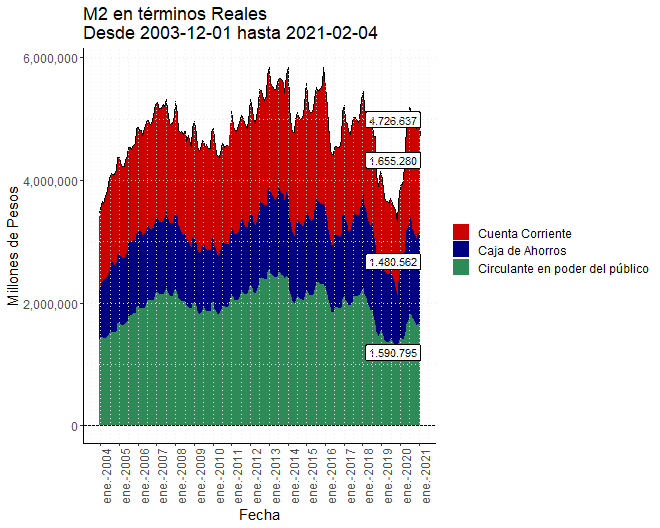 M2 en términos Reales
Desde 2003-12-01 hasta 2021-02-04
Millones de Pesos
6,000,000
4,000,000
2,000,000
0
4.726.637
1.655.280
1.480.562
1.590.795
Cuenta Corriente
Caja de Ahorros
Circulante en poder del público
ene.-2004
ene.-2005
ene.-2006
ene.-2007
ene.-2008
ene.-2009
ene.-2010
ene.-2011
ene.-2012
ene.-2013
ene.-2014
ene.-2015
ene.-2016
ene.-2017
ene.-2018
ene.-2019
ene.-2020
ene.-2021
Fecha